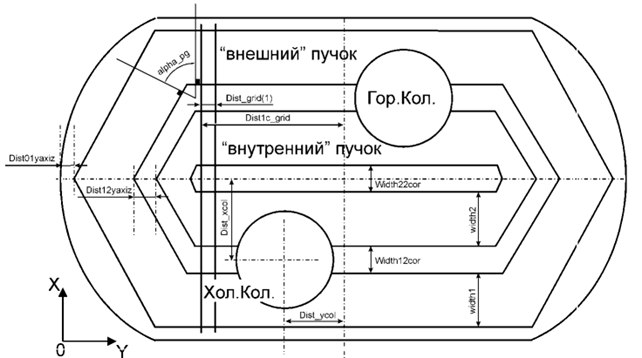 alpha_pg
“внешний” пучок
Гор.Кол.
Dist_grid(1)
Dist1c_grid
“внутренний” пучок
Dist01yaxiz
Dist12yaxiz
Width22cor
Dist_xcol
width2
Width12cor
Хол.Кол.
width1
Dist_ycol
X
0
Y